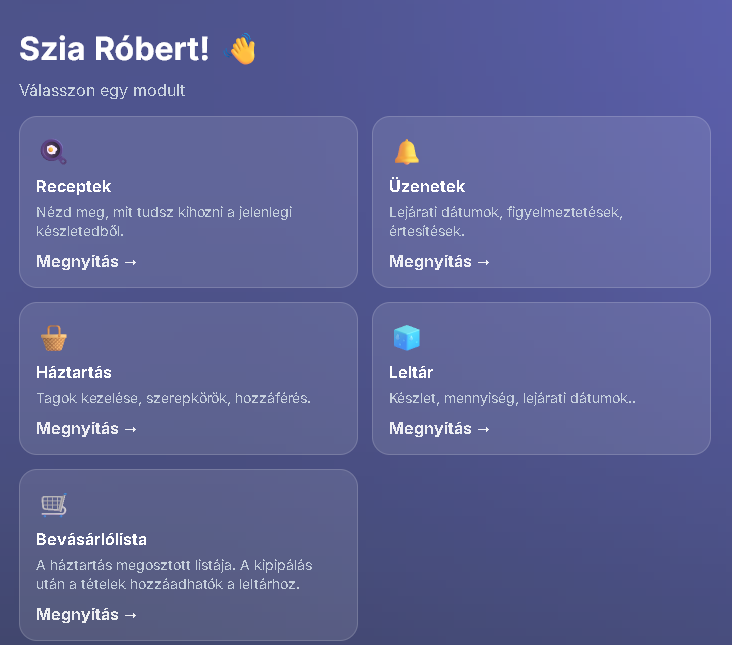 Szia Róbert! 👋
Válasszon egy modult
Receptek
Nézd meg, mit tudsz kihozni a jelenlegi
készletedből.
Megnyitás →
Üzenetek
Lejárati dátumok, figyelmeztetések,
értesítések.
Megnyitás →
Háztartás
Tagok kezelése, szerepkörök, hozzáférés.
Megnyitás →
Leltár
Készlet, mennyiség, lejárati dátumok..
Megnyitás →
Bevásárlólista
A háztartás megosztott listája. A kipipálás
után a tételek hozzáadhatók a leltárhoz.
Megnyitás →